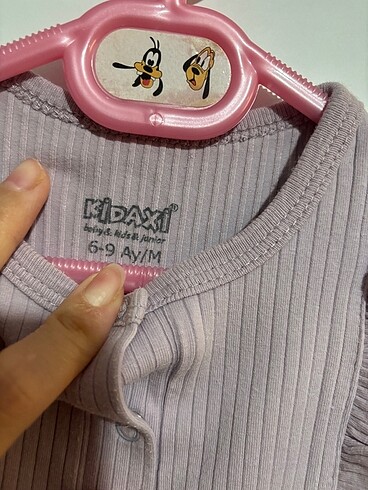 KiDAXi
baby & kids & junior
6-9 Ay/M